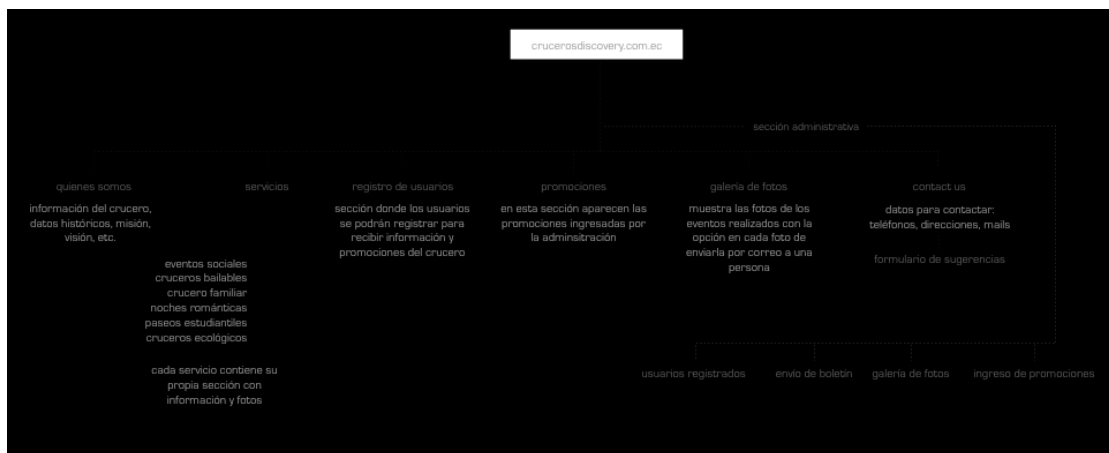 crucerosdiscovery.com.ec
sección administrativa
quienes somos
información del crucero,
datos históricos, misión,
visión, etc.
servicios
eventos sociales
cruceros bailables
crucero familiar
noches románticas
paseos estudiantiles
cruceros ecológicos
cada servicio contiene su
propia sección con
información y fotos
registro de usuarios
sección donde los usuarios
se podrán registrar para
recibir información y
promociones del crucero
promociones
en esta sección aparecen las
promociones ingresadas por
la adminsitración
galería de fotos
muestra las fotos de los
eventos realizados con la
opción en cada foto de
enviarla por correo a una
persona
contact us
datos para contactar:
teléfonos, direcciones, mails
formulario de sugerencias
usuarios registrados
envío de boletín
galería de fotos
ingreso de promociones